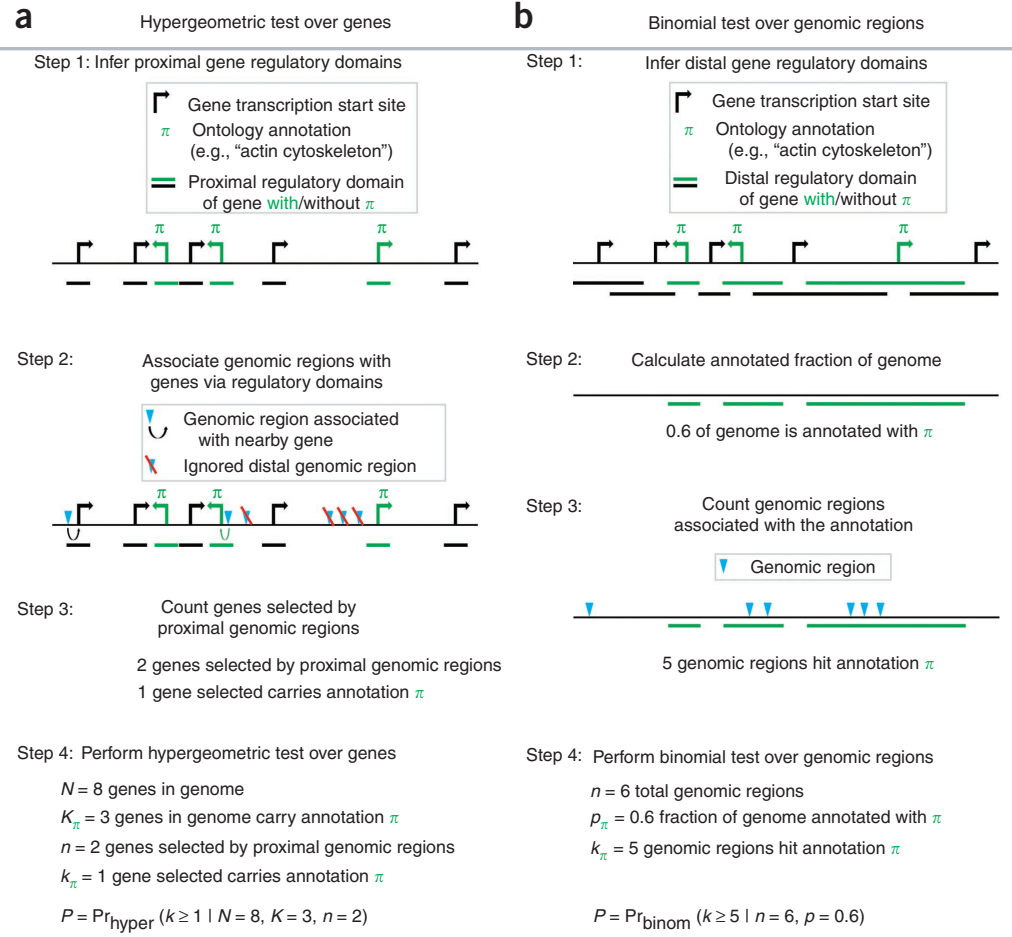 a
Hypergeometric test over genes
Step 1: Infer proximal gene regulatory domains
Gene transcription start site
π Ontology annotation
(e.g., “actin cytoskeleton”)
Proximal regulatory domain
of gene with/without π
π π π
Step 2: Associate genomic regions with
genes via regulatory domains
Genomic region associated
with nearby gene
Ignored distal genomic region
π π π
Step 3: Count genes selected by
proximal genomic regions
2 genes selected by proximal genomic regions
1 gene selected carries annotation π
Step 4: Perform hypergeometric test over genes
N = 8 genes in genome
Kπ = 3 genes in genome carry annotation π
n = 2 genes selected by proximal genomic regions
kπ = 1 gene selected carries annotation π
P = Prhyper (k ≥ 1 | N = 8, K = 3, n = 2)
b
Binomial test over genomic regions
Step 1: Infer distal gene regulatory domains
Gene transcription start site
π Ontology annotation
(e.g., “actin cytoskeleton”)
Distal regulatory domain
of gene with/without π
π π π
Step 2: Calculate annotated fraction of genome
0.6 of genome is annotated with π
Step 3: Count genomic regions
associated with the annotation
Genomic region
5 genomic regions hit annotation π
Step 4: Perform binomial test over genomic regions
n = 6 total genomic regions
pπ = 0.6 fraction of genome annotated with π
kπ = 5 genomic regions hit annotation π
P = Prbinom (k ≥ 5 | n = 6, p = 0.6)